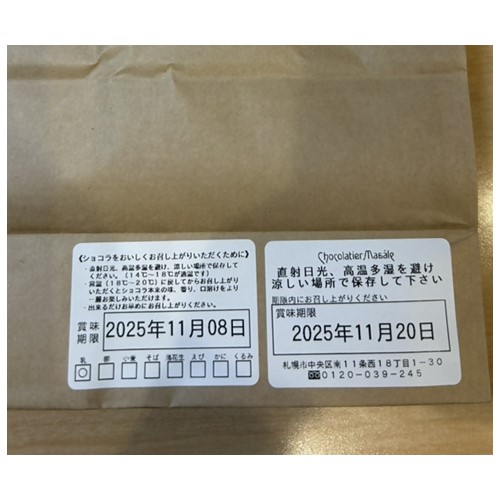 《ショコラをおいしくお召し上がりいただくために》
・直射日光、高温多湿を避け、涼しい場所で保存して
ください。（14℃～18℃が適温です）
・常温（18℃～20℃）に戻してからお召し上がり
いただくとショコラ本来の味、香り、口溶けをより
一層お楽しみいただけます。
・出来るだけお早めにお召し上がりください。
賞味期限 2025年11月08日
乳 卵 小麦 そば 落花生 えび かに くるみ
Chocolatier Masále
直射日光、高温多湿を避け
涼しい場所で保存して下さい
期限内にお召し上がりください
賞味期限
2025年11月20日
札幌市中央区南11条西18丁目1-30
0120-039-245